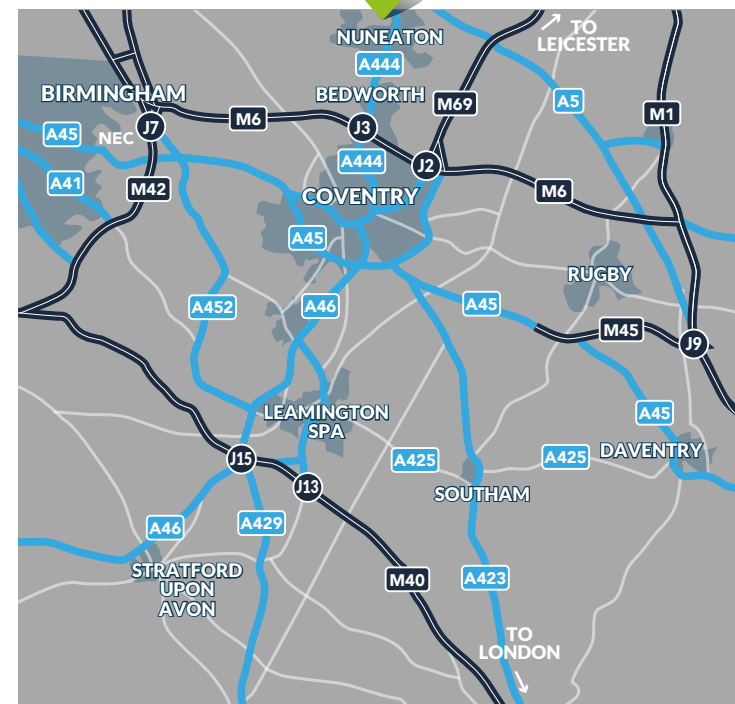 NUNEATON
TO
LEICESTER
A444
BIRMINGHAM
BEDWORTH
M69
A5
M1
M6
A45
NEC
J7
J3
A444
J2
A41
M42
COVENTRY
M6
A45
RUGBY
A452
A46
A45
M45
J9
LEAMINGTON
SPA
A45
DAVENTRY
J15
A425
A425
J13
SOUTHAM
A46
A429
STRATFORD
UPON
AVON
M40
A423
TO
LONDON